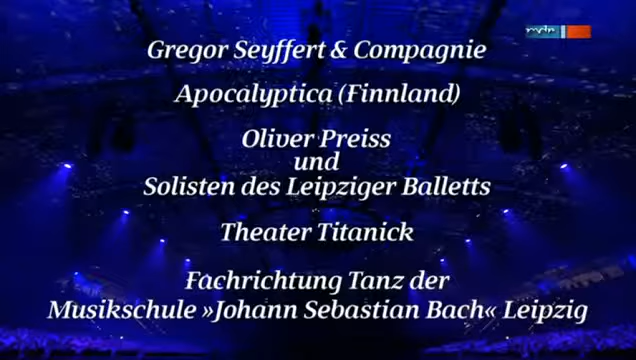 mdr
Gregor Seyffert & Compagnie
Apocalyptica (Finnland)
Oliver Preiss
und
Solisten des Leipziger Balletts
Theater Titanick
Fachrichtung Tanz der
Musikschule »Johann Sebastian Bach« Leipzig